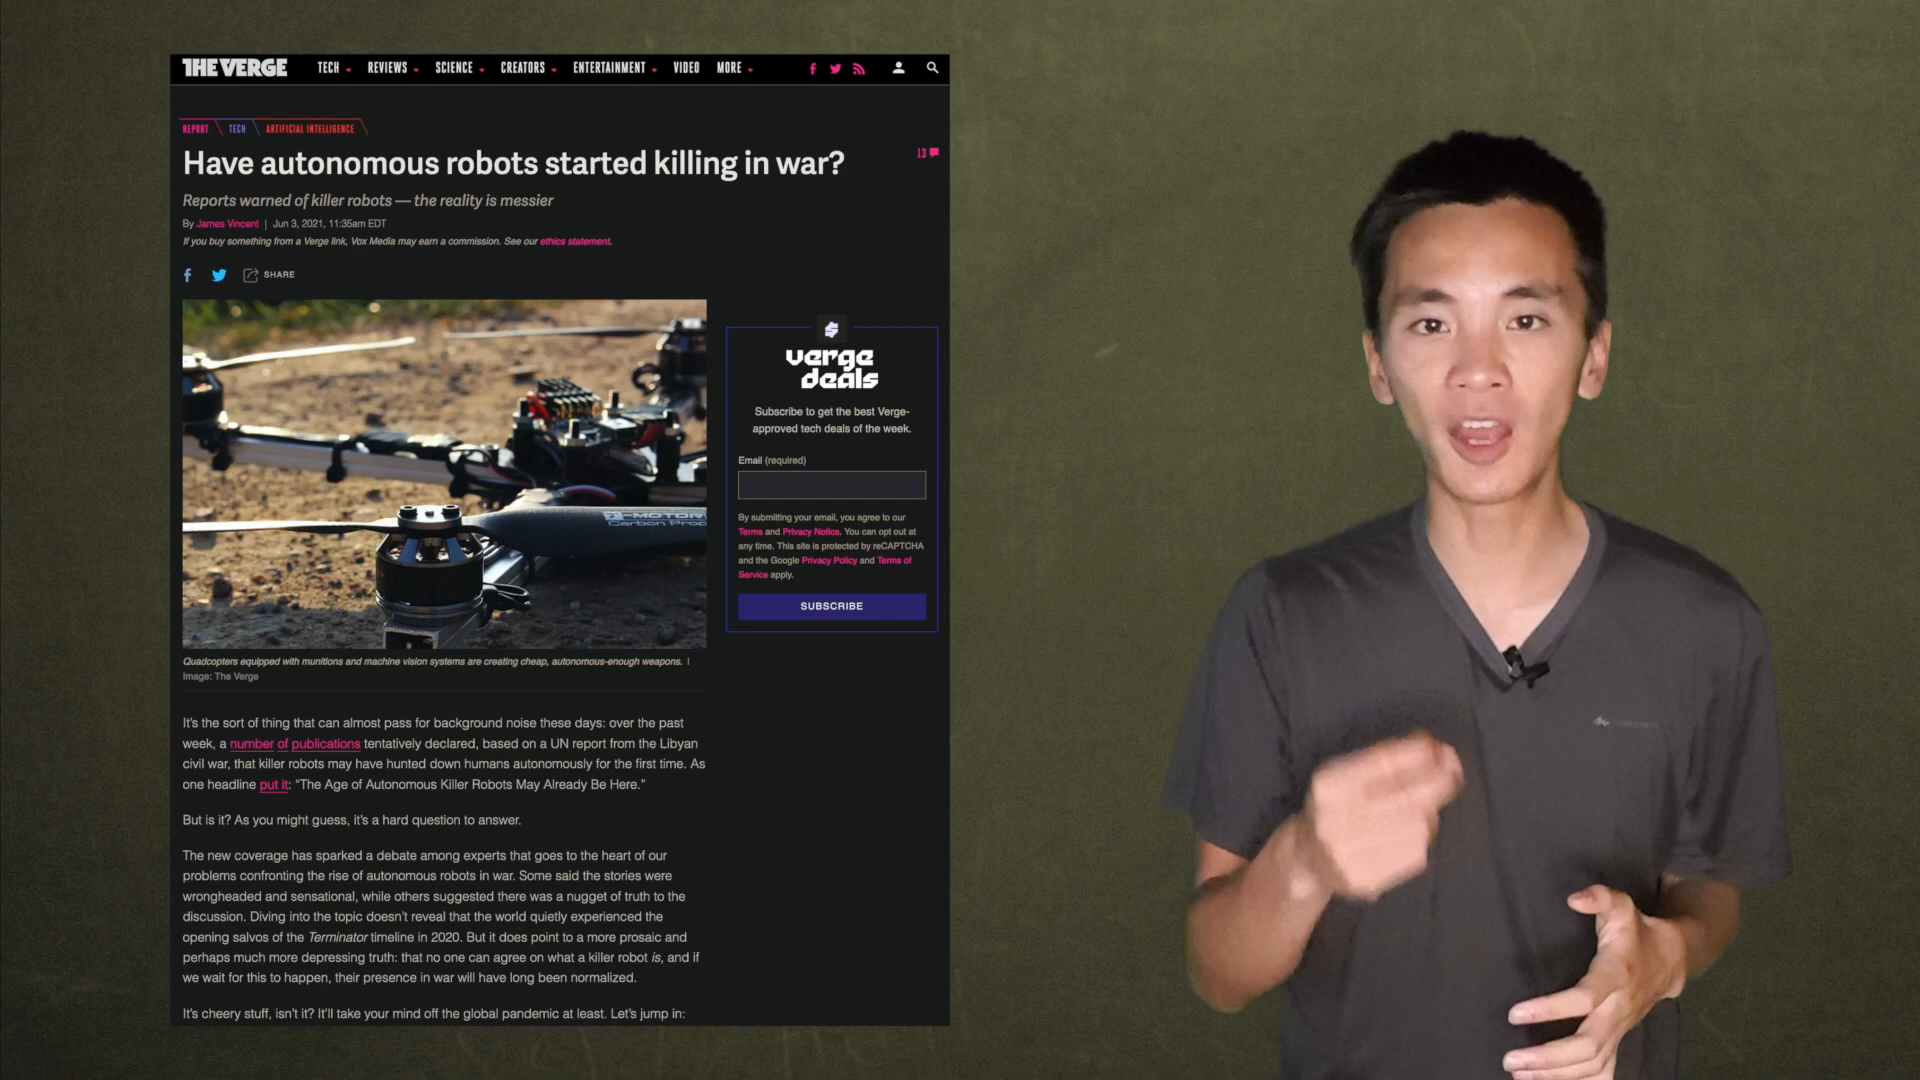 THE VERGE
TECH REVIEWS SCIENCE CREATORS ENTERTAINMENT VIDEO MORE
REPORT TECH ARTIFICIAL INTELLIGENCE
Have autonomous robots started killing in war?
13
Reports warned of killer robots — the reality is messier
By James Vincent | Jun 3, 2021, 11:35am EDT
If you buy something from a Verge link, Vox Media may earn a commission. See our ethics statement.
SHARE
Carbon Prop
Quadcopters equipped with munitions and machine vision systems are creating cheap, autonomous-enough weapons. |
Image: The Verge
verge
deals
Subscribe to get the best Verge-
approved tech deals of the week.
Email (required)
By submitting your email, you agree to our
Terms and Privacy Notice. You can opt out at
any time. This site is protected by reCAPTCHA
and the Google Privacy Policy and Terms of
Service apply.
SUBSCRIBE
It's the sort of thing that can almost pass for background noise these days: over the past
week, a number of publications tentatively declared, based on a UN report from the Libyan
civil war, that killer robots may have hunted down humans autonomously for the first time. As
one headline put it: “The Age of Autonomous Killer Robots May Already Be Here.”
But is it? As you might guess, it's a hard question to answer.
The new coverage has sparked a debate among experts that goes to the heart of our
problems confronting the rise of autonomous robots in war. Some said the stories were
wrongheaded and sensational, while others suggested there was a nugget of truth to the
discussion. Diving into the topic doesn't reveal that the world quietly experienced the
opening salvos of the Terminator timeline in 2020. But it does point to a more prosaic and
perhaps much more depressing truth: that no one can agree on what a killer robot is, and if
we wait for this to happen, their presence in war will have long been normalized.
It's cheery stuff, isn't it? It'll take your mind off the global pandemic at least. Let's jump in: